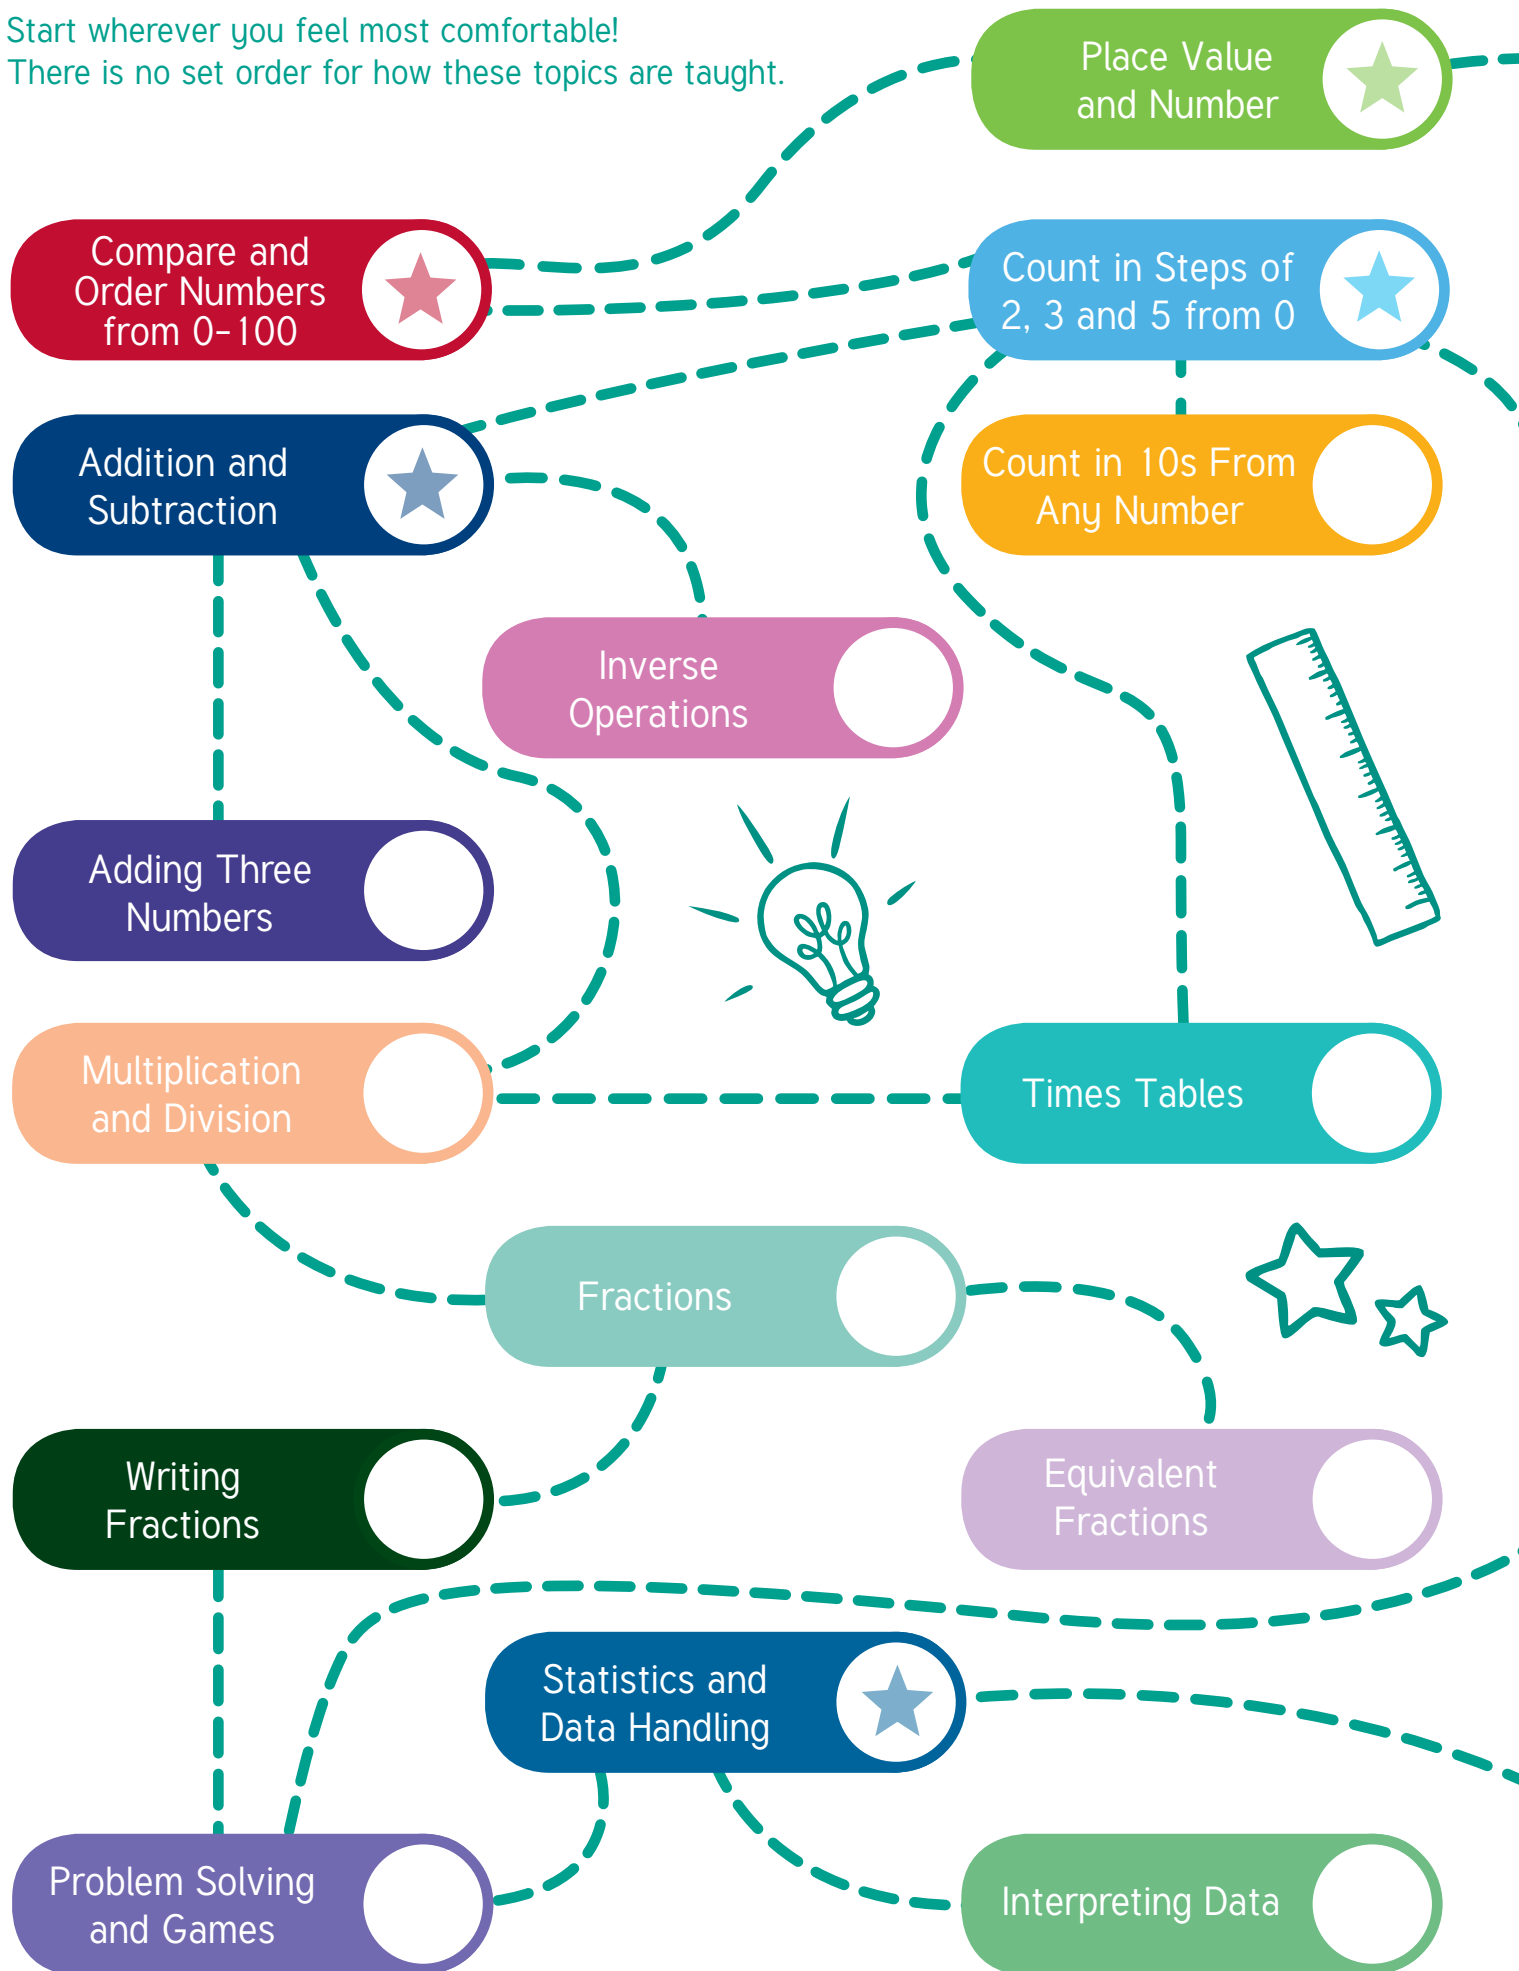 Start wherever you feel most comfortable!
There is no set order for how these topics are taught.
Place Value
and Number
Compare and
Order Numbers
from 0-100
Count in Steps of
2, 3 and 5 from 0
Addition and
Subtraction
Count in 10s From
Any Number
Inverse
Operations
Adding Three
Numbers
Multiplication
and Division
Times Tables
Fractions
Writing
Fractions
Equivalent
Fractions
Statistics and
Data Handling
Problem Solving
and Games
Interpreting Data